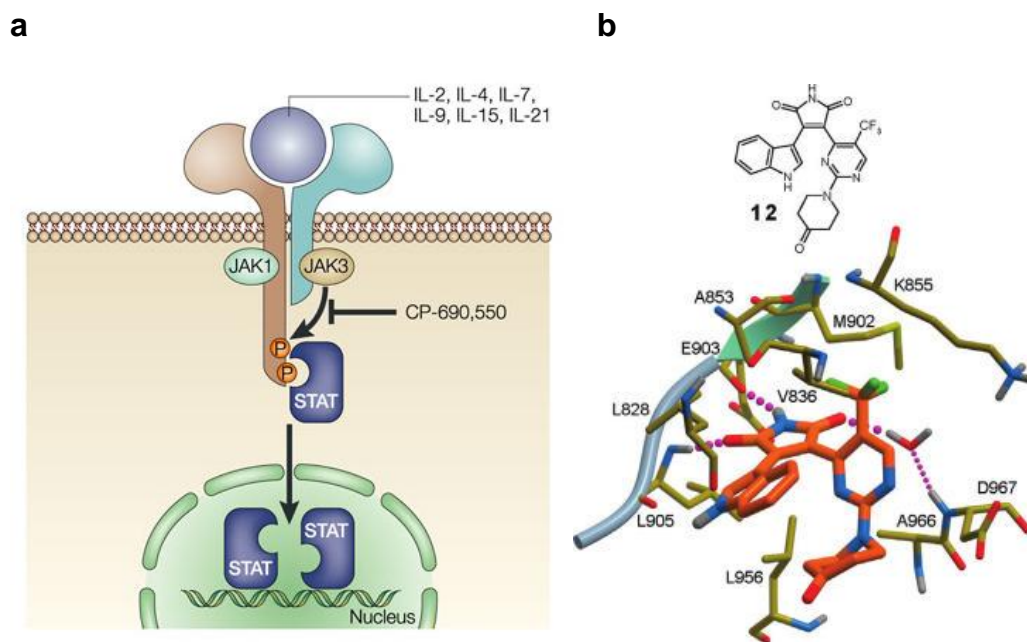 a
b
IL-2, IL-4, IL-7,
IL-9, IL-15, IL-21
JAK1
JAK3
CP-690,550
P
P
STAT
STAT
STAT
Nucleus
H
N
O
O
CF3
N
H
N
N
N
O
12
K855
A853
M902
E903
V836
L828
D967
L905
A966
L956